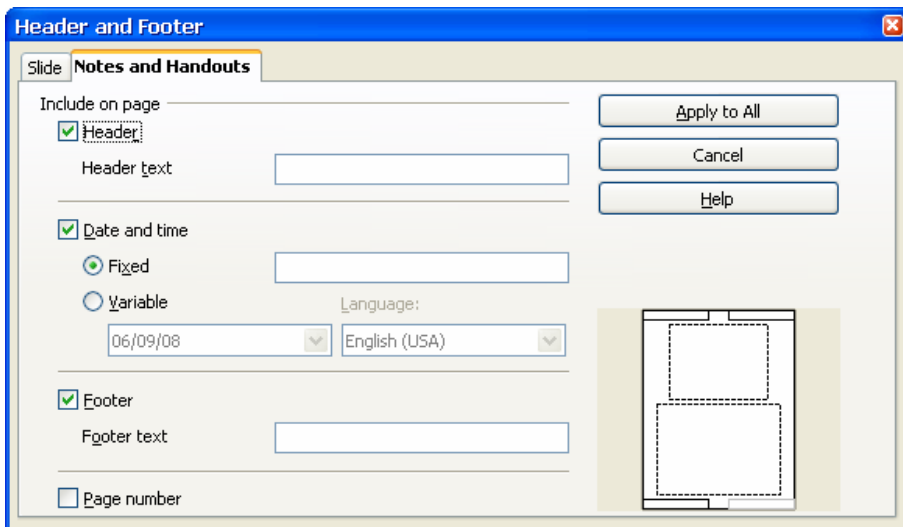 Header and Footer
Slide Notes and Handouts
Include on page
Apply to All
Header
Cancel
Header text
Help
Date and time
Fixed
Variable
Language:
06/09/08 English (USA)
Footer
Footer text
Page number